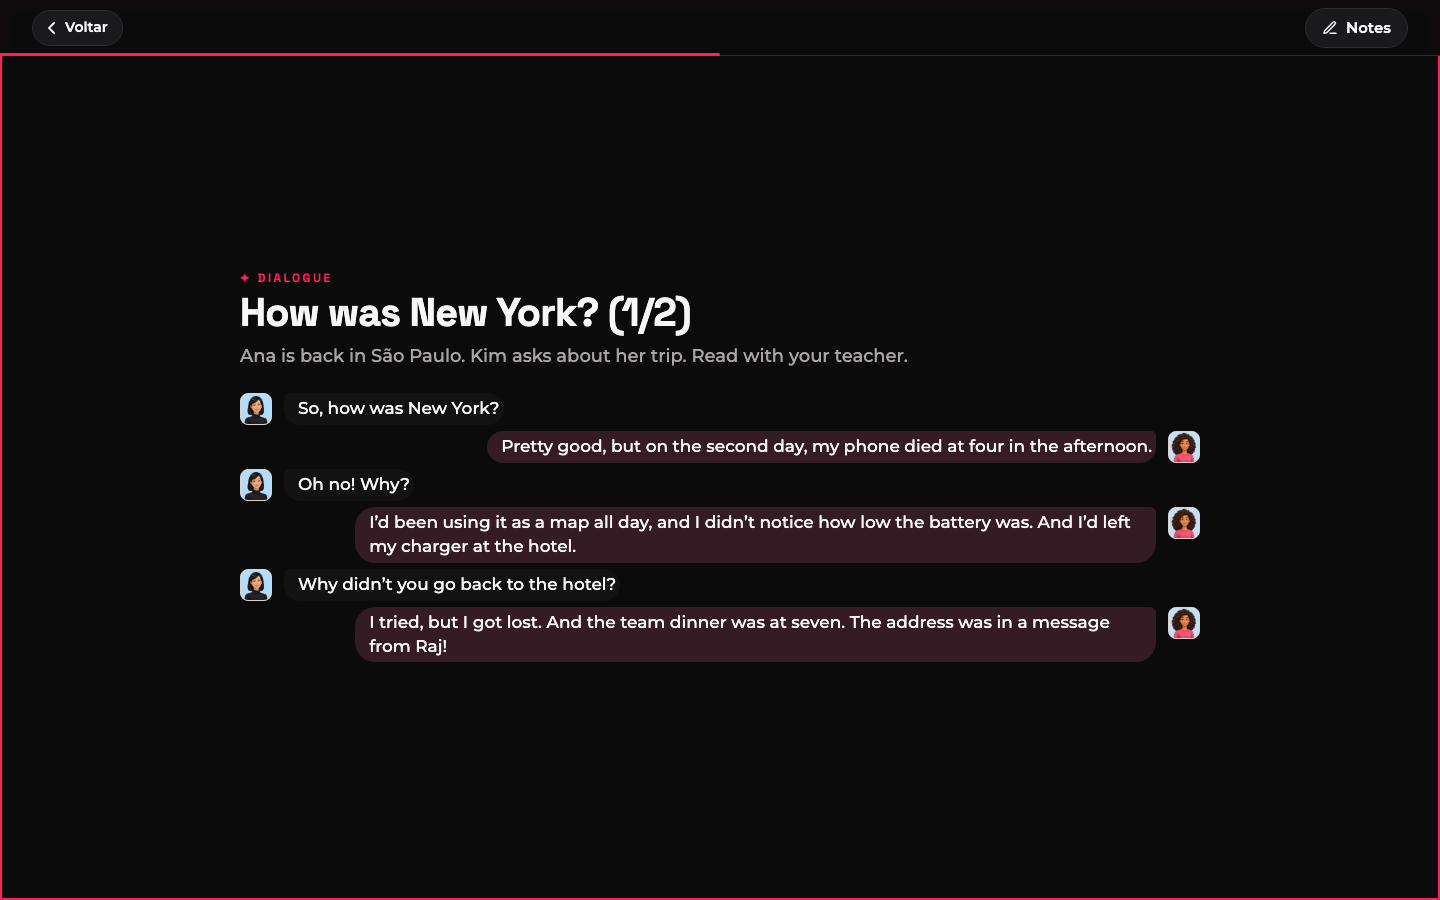 Voltar
Notes
DIALOGUE
How was New York? (1/2)
Ana is back in São Paulo. Kim asks about her trip. Read with your teacher.
So, how was New York?
Pretty good, but on the second day, my phone died at four in the afternoon.
Oh no! Why?
I’d been using it as a map all day, and I didn’t notice how low the battery was. And I’d left
my charger at the hotel.
Why didn’t you go back to the hotel?
I tried, but I got lost. And the team dinner was at seven. The address was in a message
from Raj!